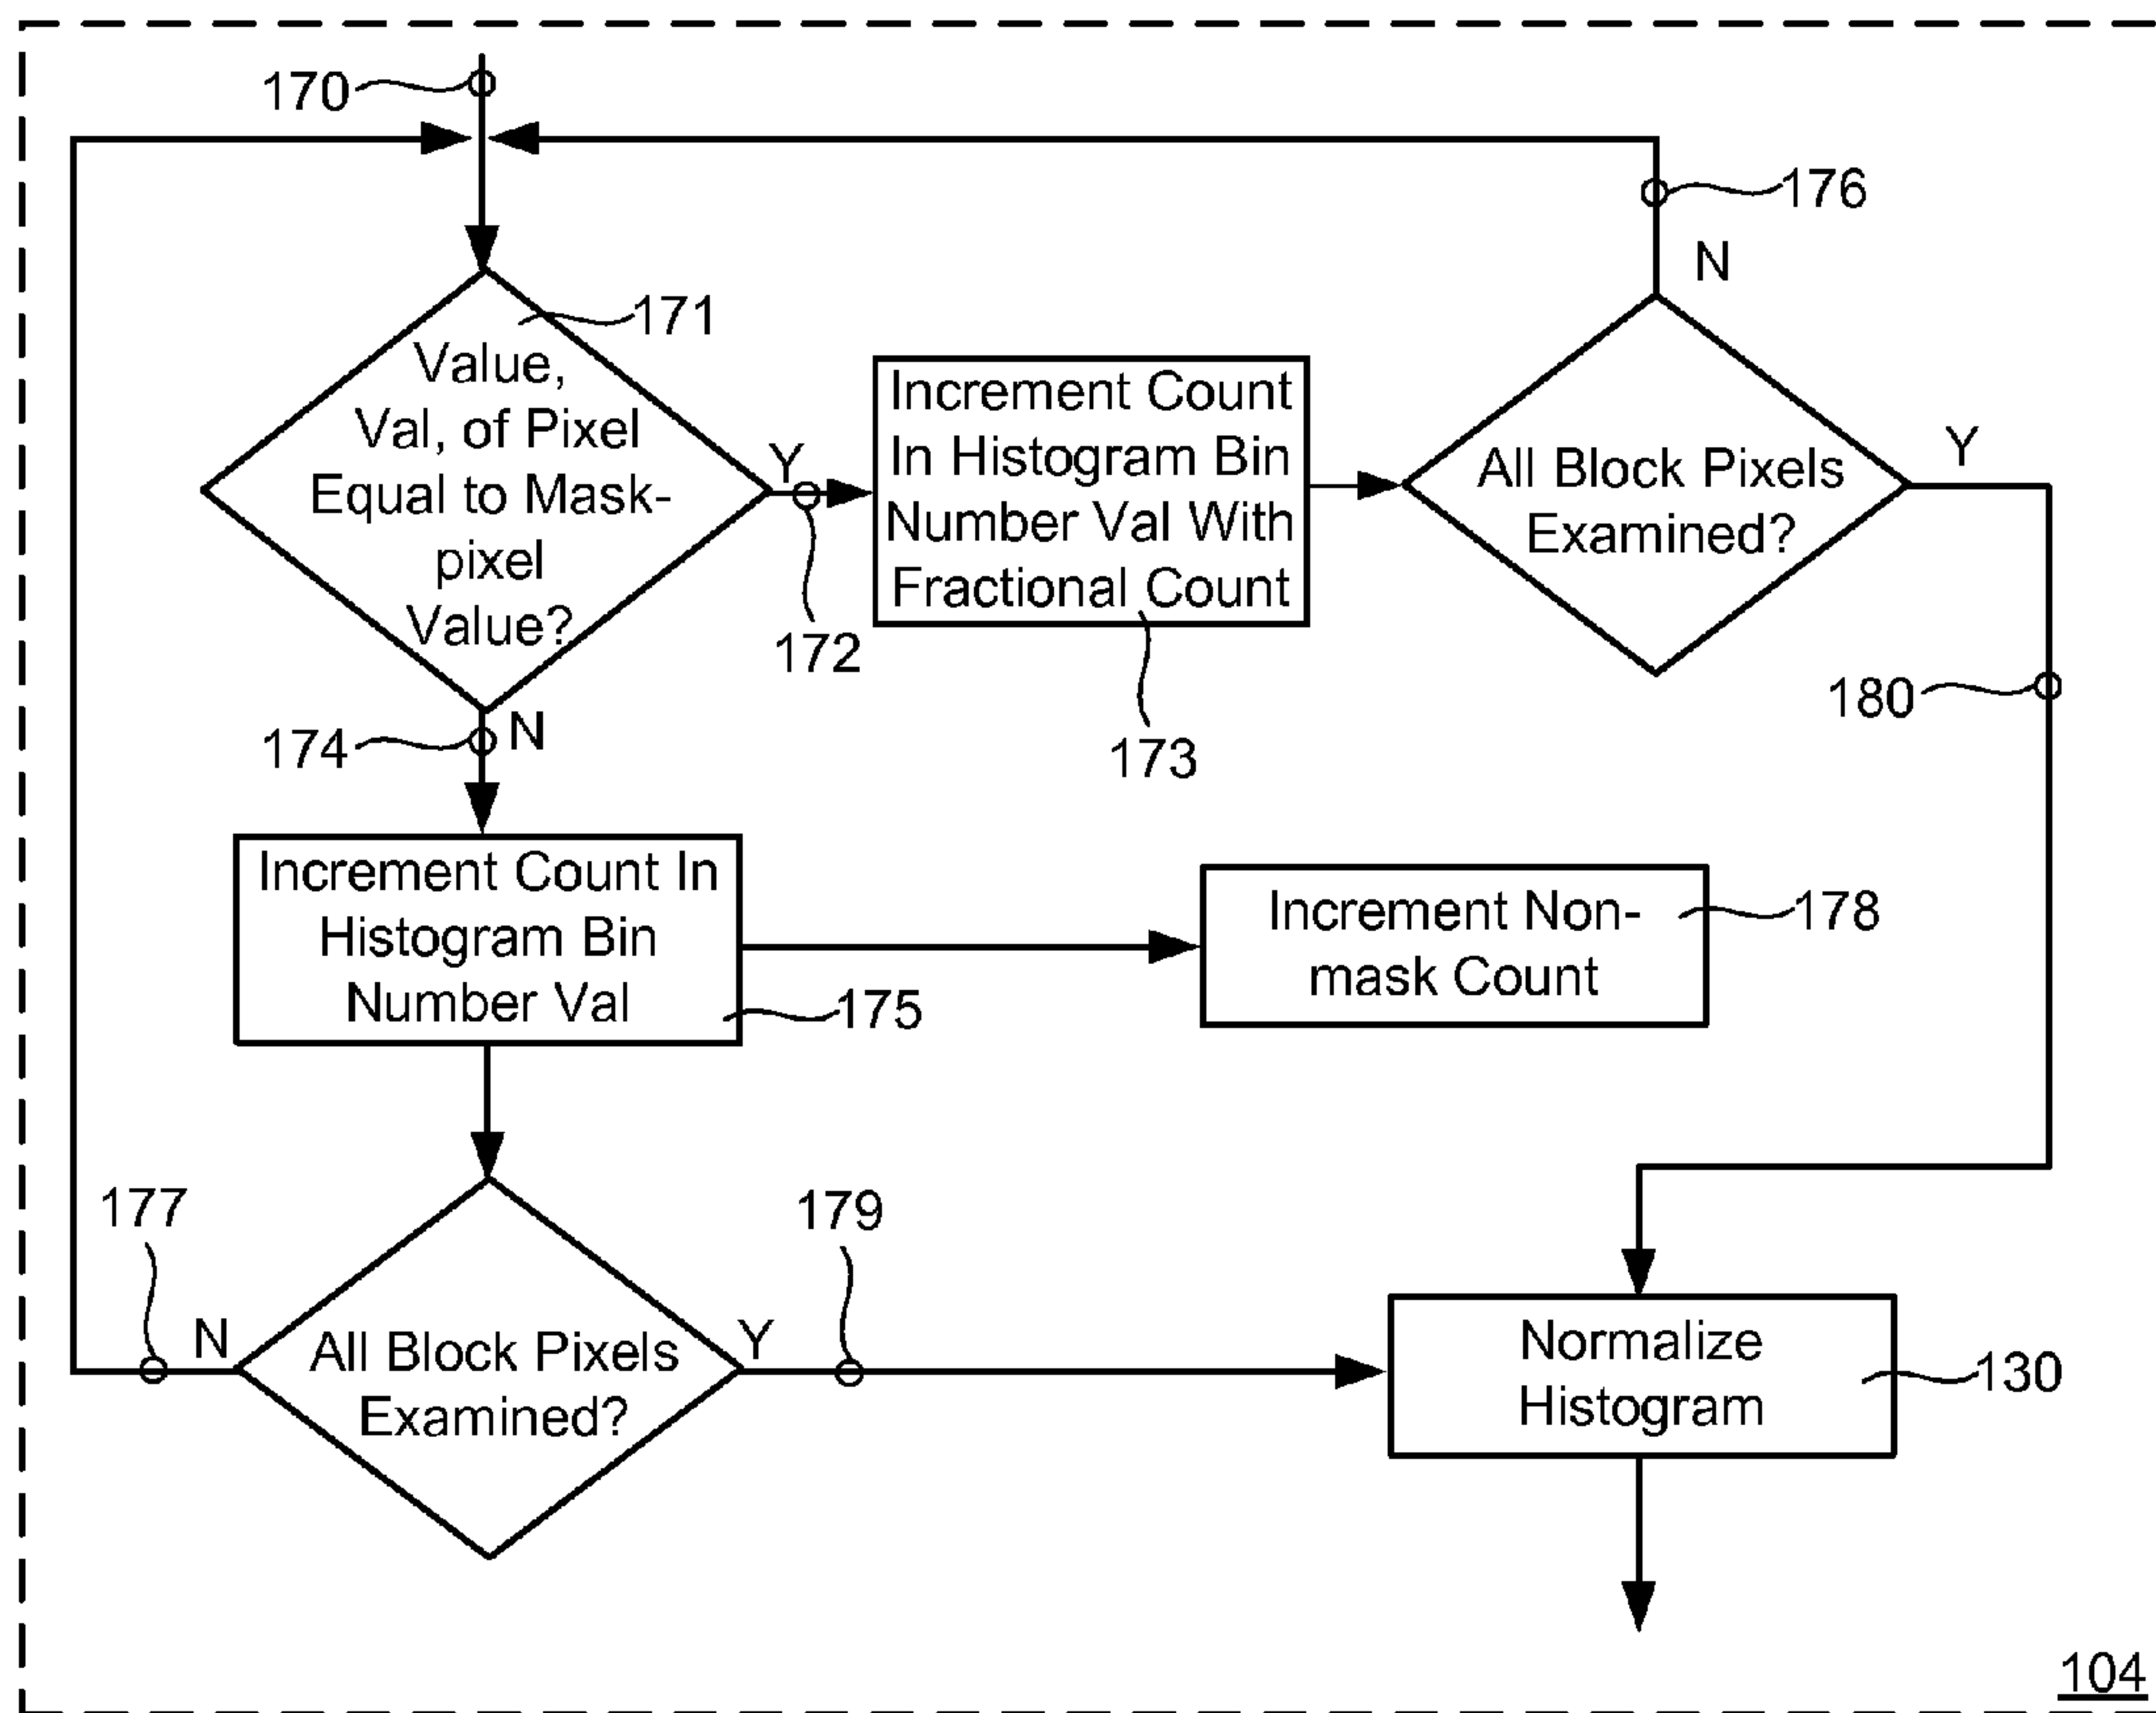 170
176
N
171
Value,
Val, of Pixel
Equal to Mask-
pixel
Value?
Y
172
Increment Count
In Histogram Bin
Number Val With
Fractional Count
173
All Block Pixels
Examined?
Y
180
174
N
Increment Count In
Histogram Bin
Number Val
175
Increment Non-
mask Count
178
177
N
All Block Pixels
Examined?
Y
179
Normalize
Histogram
130
104